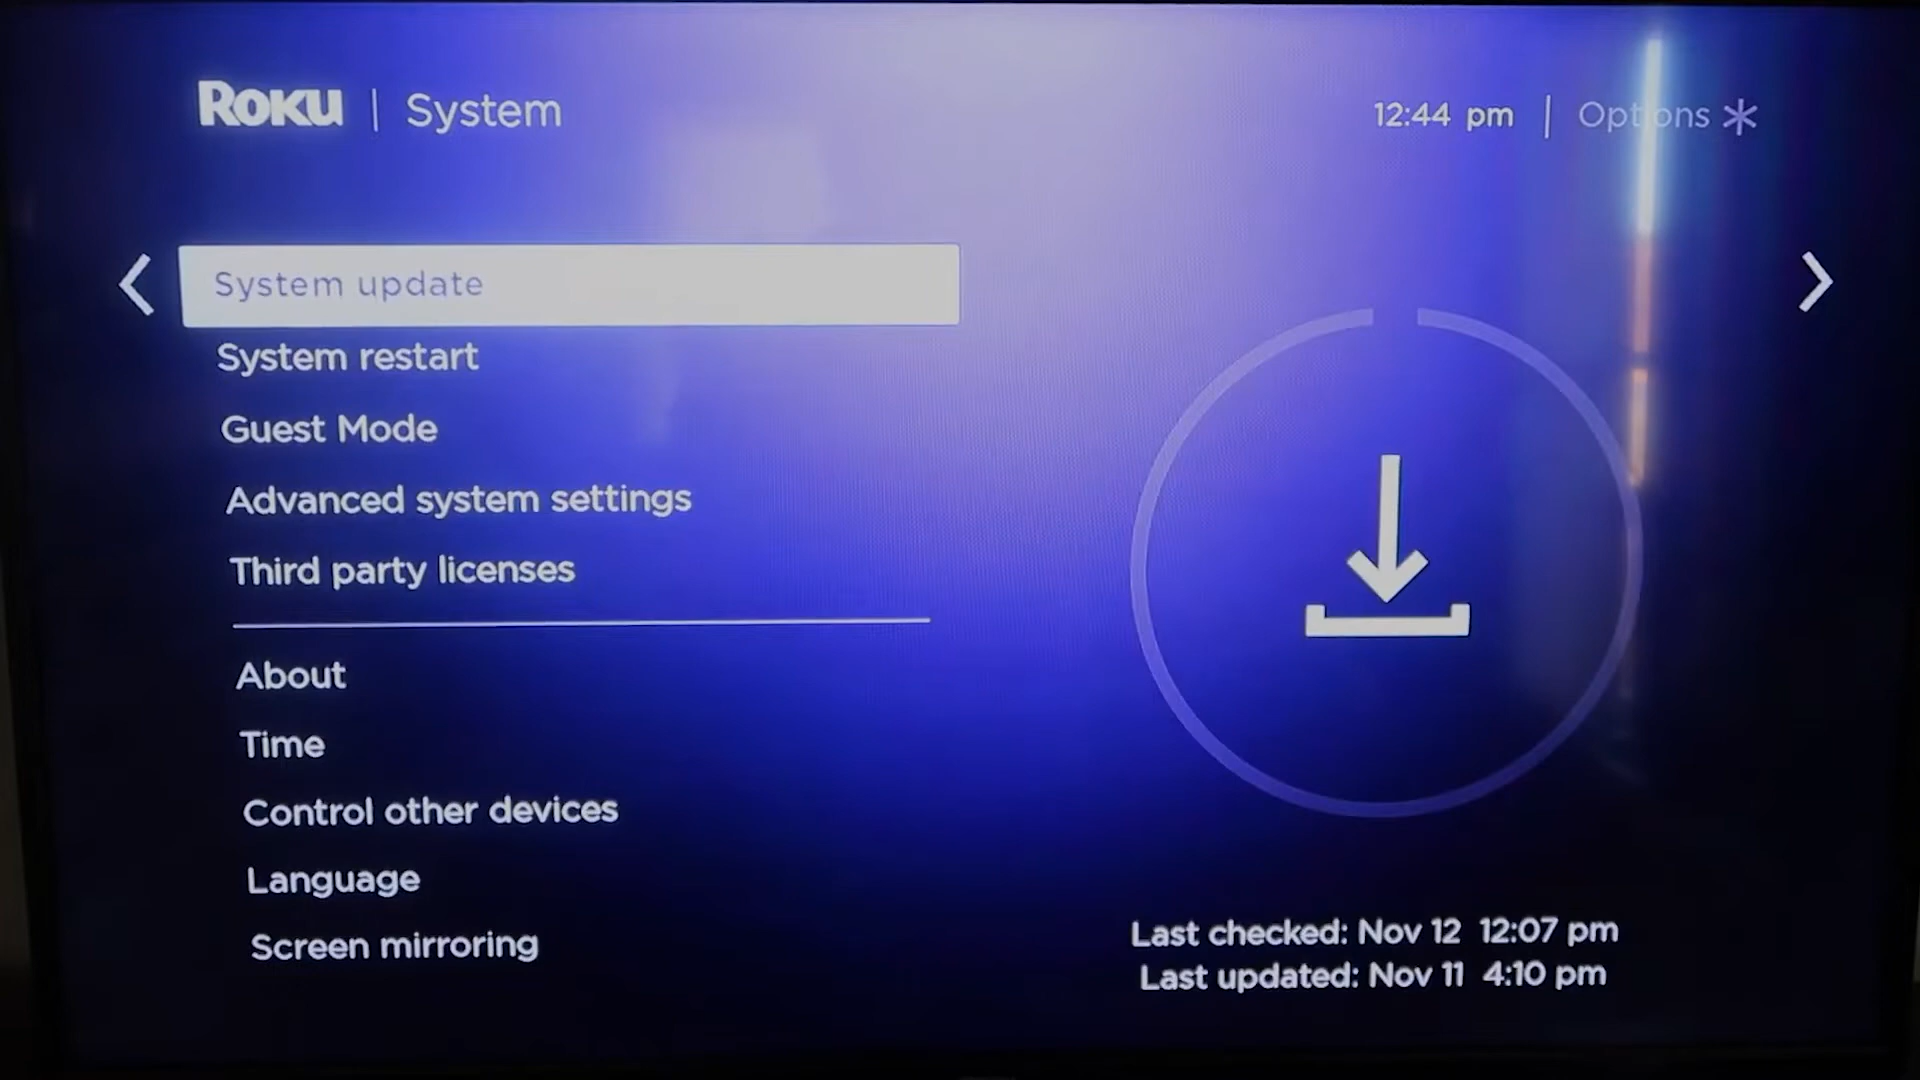 Roku | System
12:44 pm | Options
System update
System restart
Guest Mode
Advanced system settings
Third party licenses
About
Time
Control other devices
Language
Screen mirroring
Last checked: Nov 12 12:07 pm
Last updated: Nov 11 4:10 pm